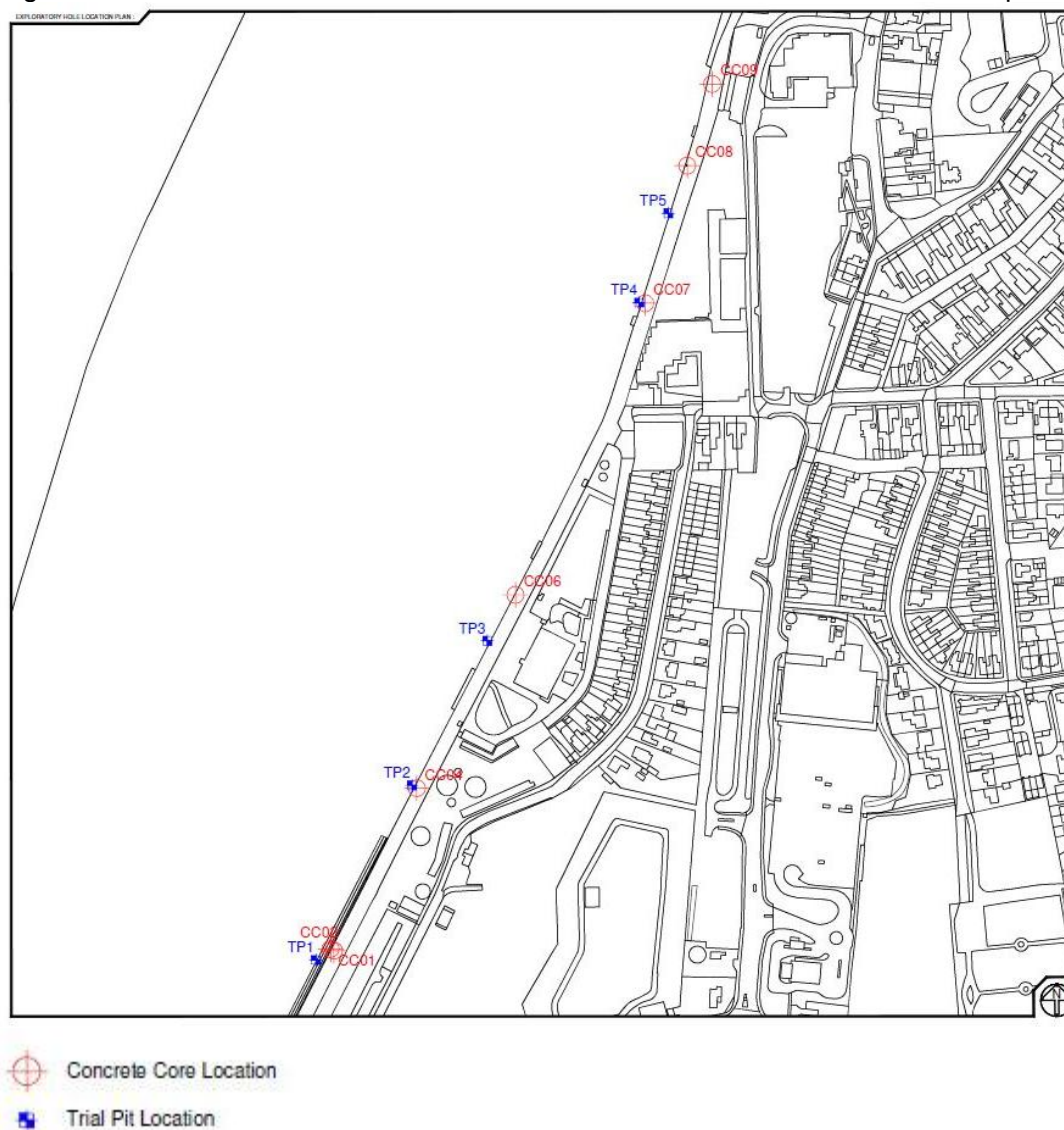 EXPLORATORY HOLE LOCATION PLAN :
CC09
CC08
TP5
TP4
CC07
CC06
TP3
TP2
CC04
TP1
CC01
Concrete Core Location
Trial Pit Location